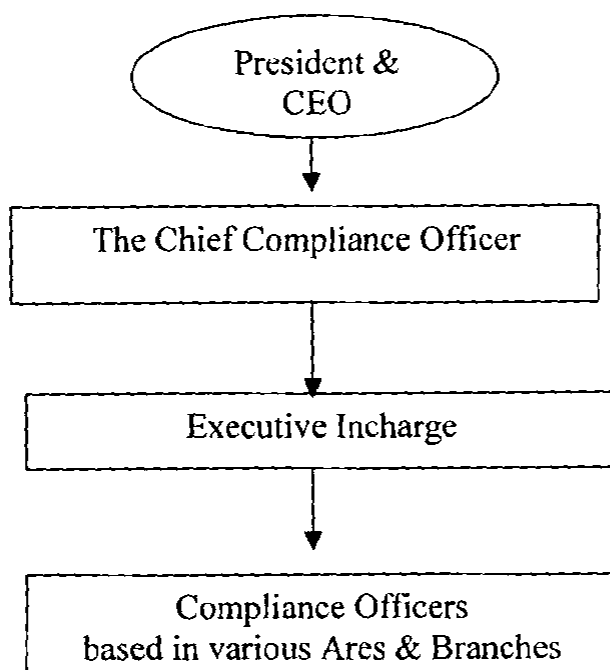 President &
CEO
The Chief Compliance Officer
Executive Incharge
Compliance Officers
based in various Ares & Branches